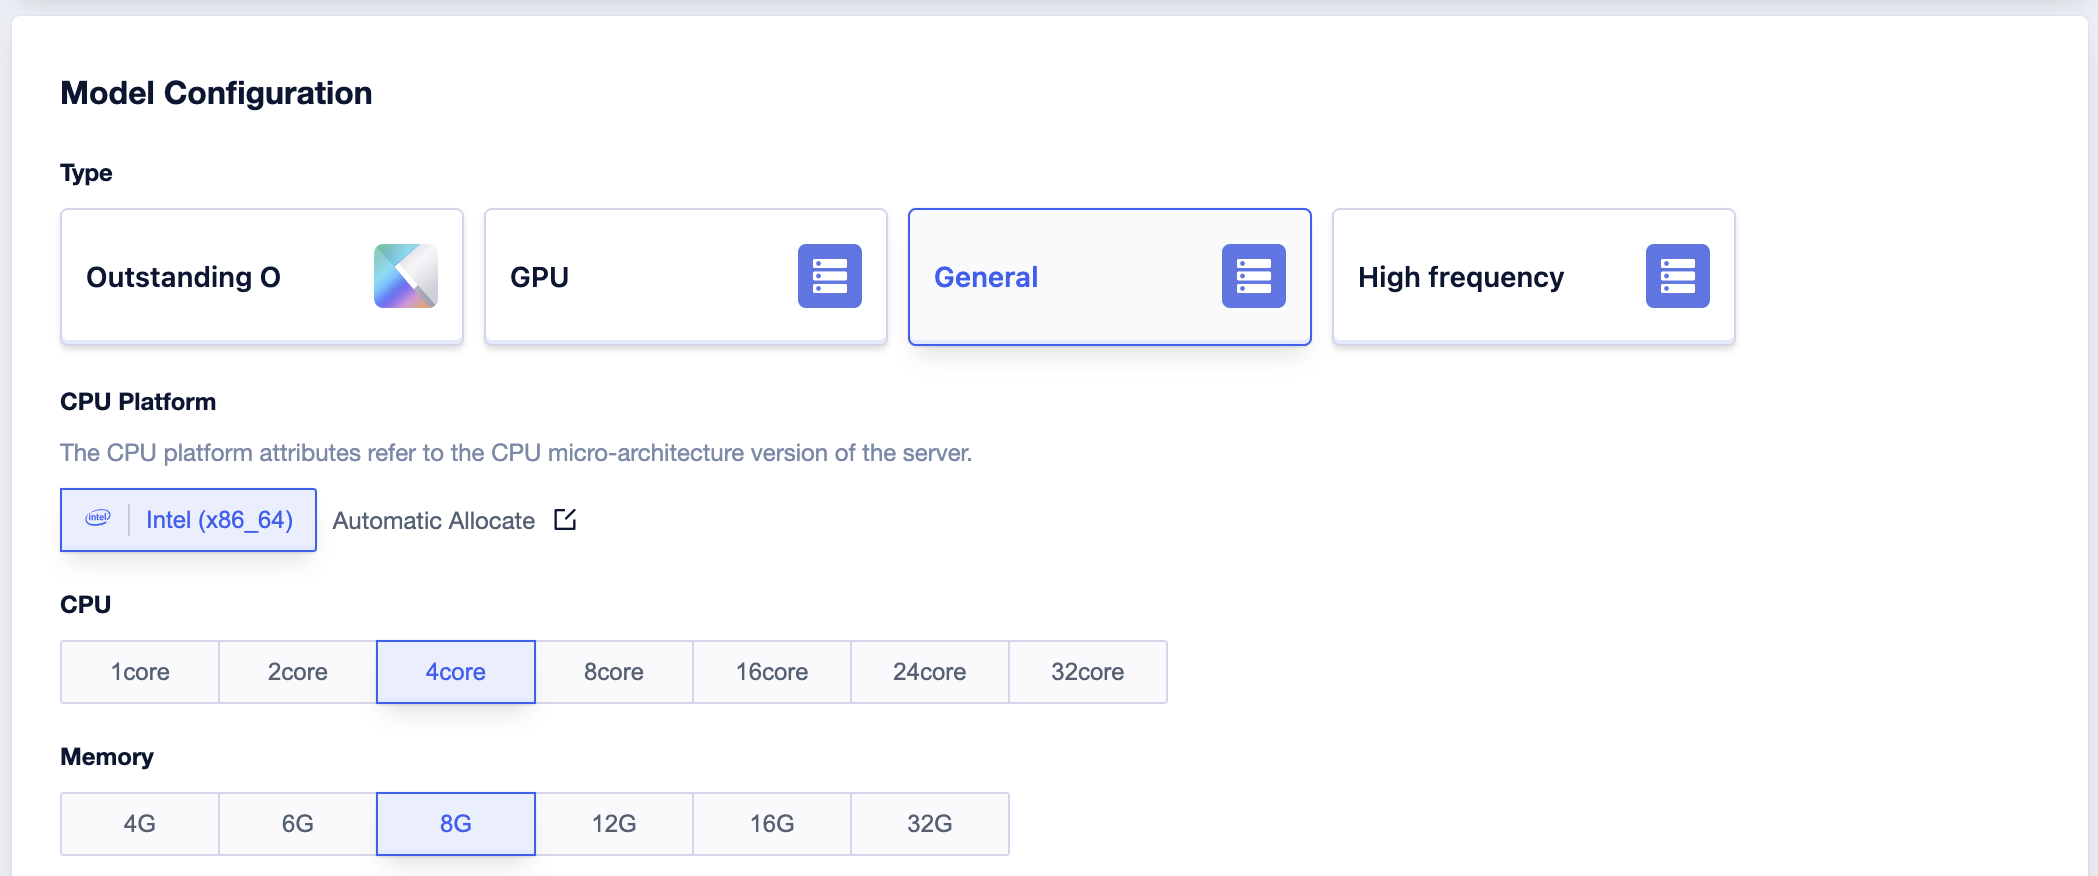 Model Configuration
Type
Outstanding O
GPU
General
High frequency
CPU Platform
The CPU platform attributes refer to the CPU micro-architecture version of the server.
intel Intel (x86_64) Automatic Allocate
CPU
1core 2core 4core 8core 16core 24core 32core
Memory
4G 6G 8G 12G 16G 32G